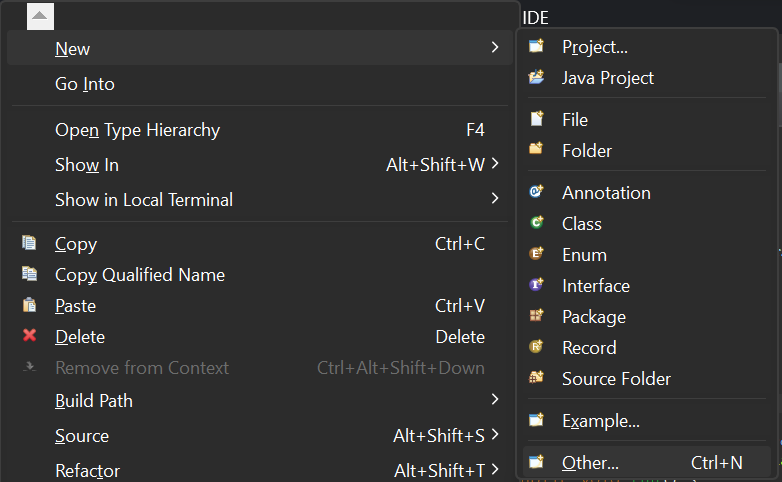 IDE
New
Go Into
Open Type Hierarchy F4
Show In Alt+Shift+W
Show in Local Terminal
Copy Ctrl+C
Copy Qualified Name
Paste Ctrl+V
Delete Delete
Remove from Context Ctrl+Alt+Shift+Down
Build Path
Source Alt+Shift+S
Refactor Alt+Shift+T
Project...
Java Project
File
Folder
Annotation
Class
Enum
Interface
Package
Record
Source Folder
Example...
Other... Ctrl+N